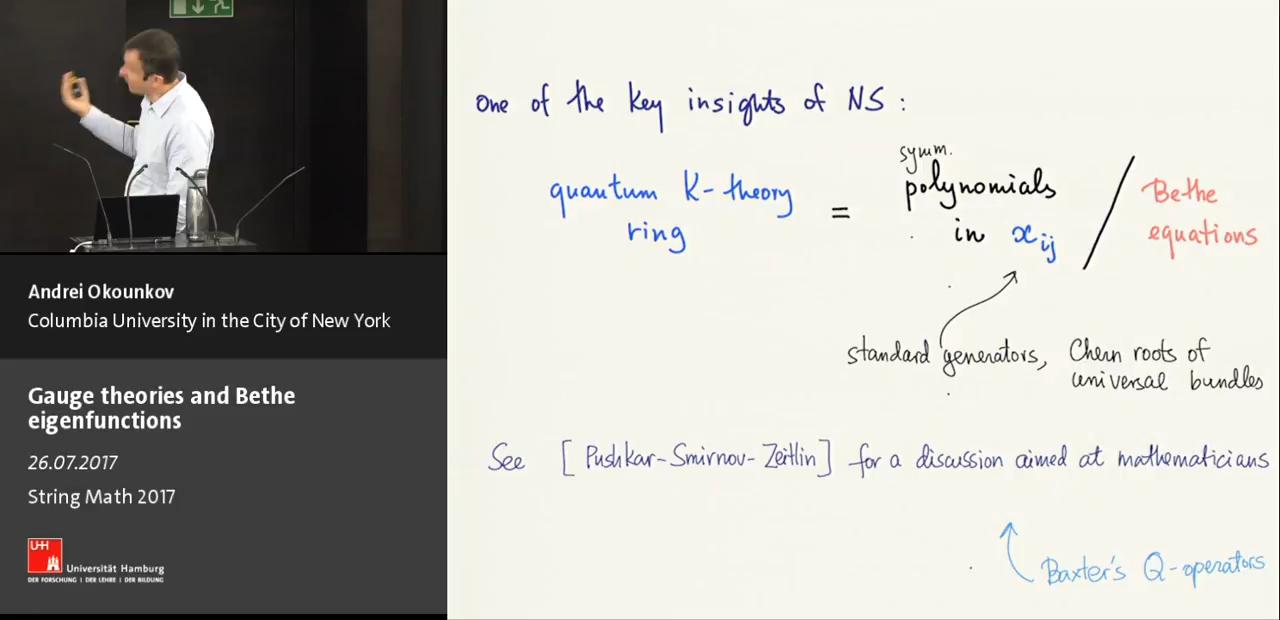 One of the key insights of NS :
symm.
quantum K-theory ring = polynomials in xij / Bethe equations
standard generators, Chern roots of universal bundles
See [ Pushkar-Smirnov-Zeitlin ] for a discussion aimed at mathematicians
Baxter's Q-operators
Andrei Okounkov
Columbia University in the City of New York
Gauge theories and Bethe
eigenfunctions
26.07.2017
String Math 2017
UH
Universität Hamburg
DER FORSCHUNG | DER LEHRE | DER BILDUNG